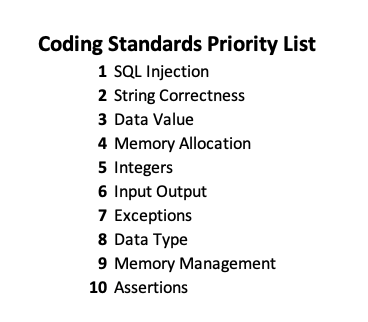 Coding Standards Priority List
1 SQL Injection
2 String Correctness
3 Data Value
4 Memory Allocation
5 Integers
6 Input Output
7 Exceptions
8 Data Type
9 Memory Management
10 Assertions